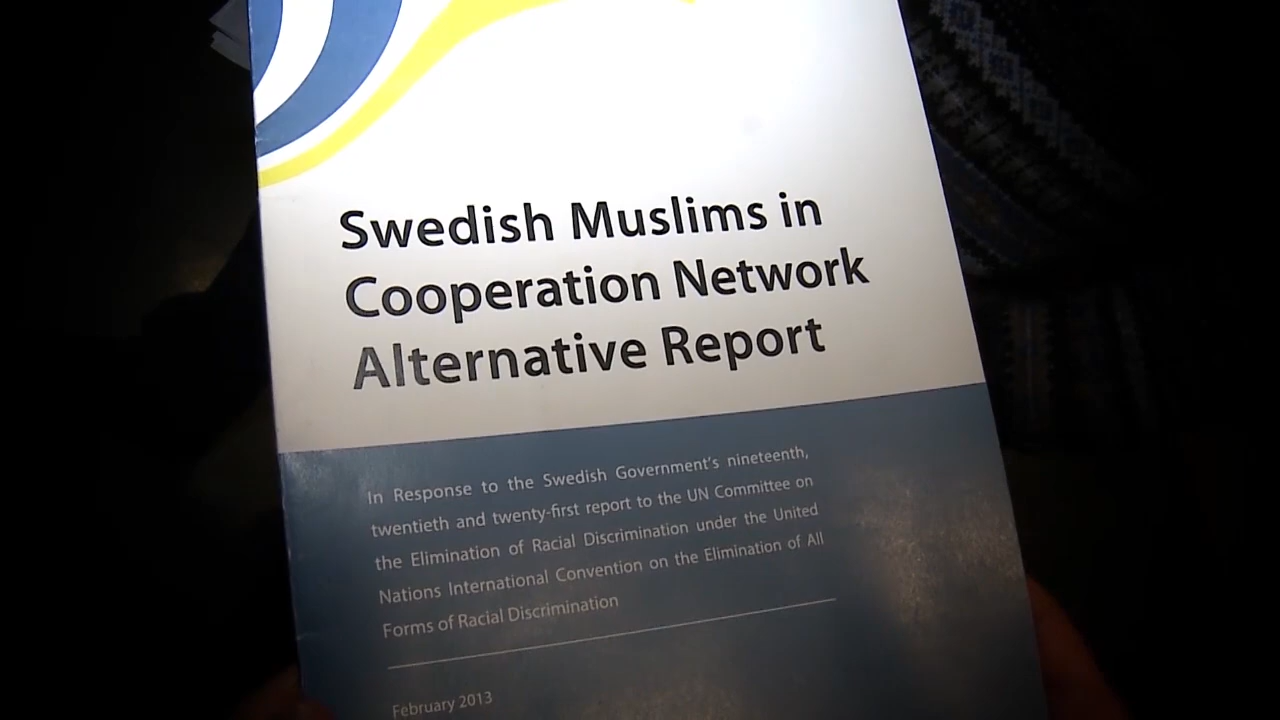 Swedish Muslims in
Cooperation Network
Alternative Report
In Response to the Swedish Government's nineteenth,
twentieth and twenty-first report to the UN Committee on
the Elimination of Racial Discrimination under the United
Nations International Convention on the Elimination of All
Forms of Racial Discrimination
February 2013